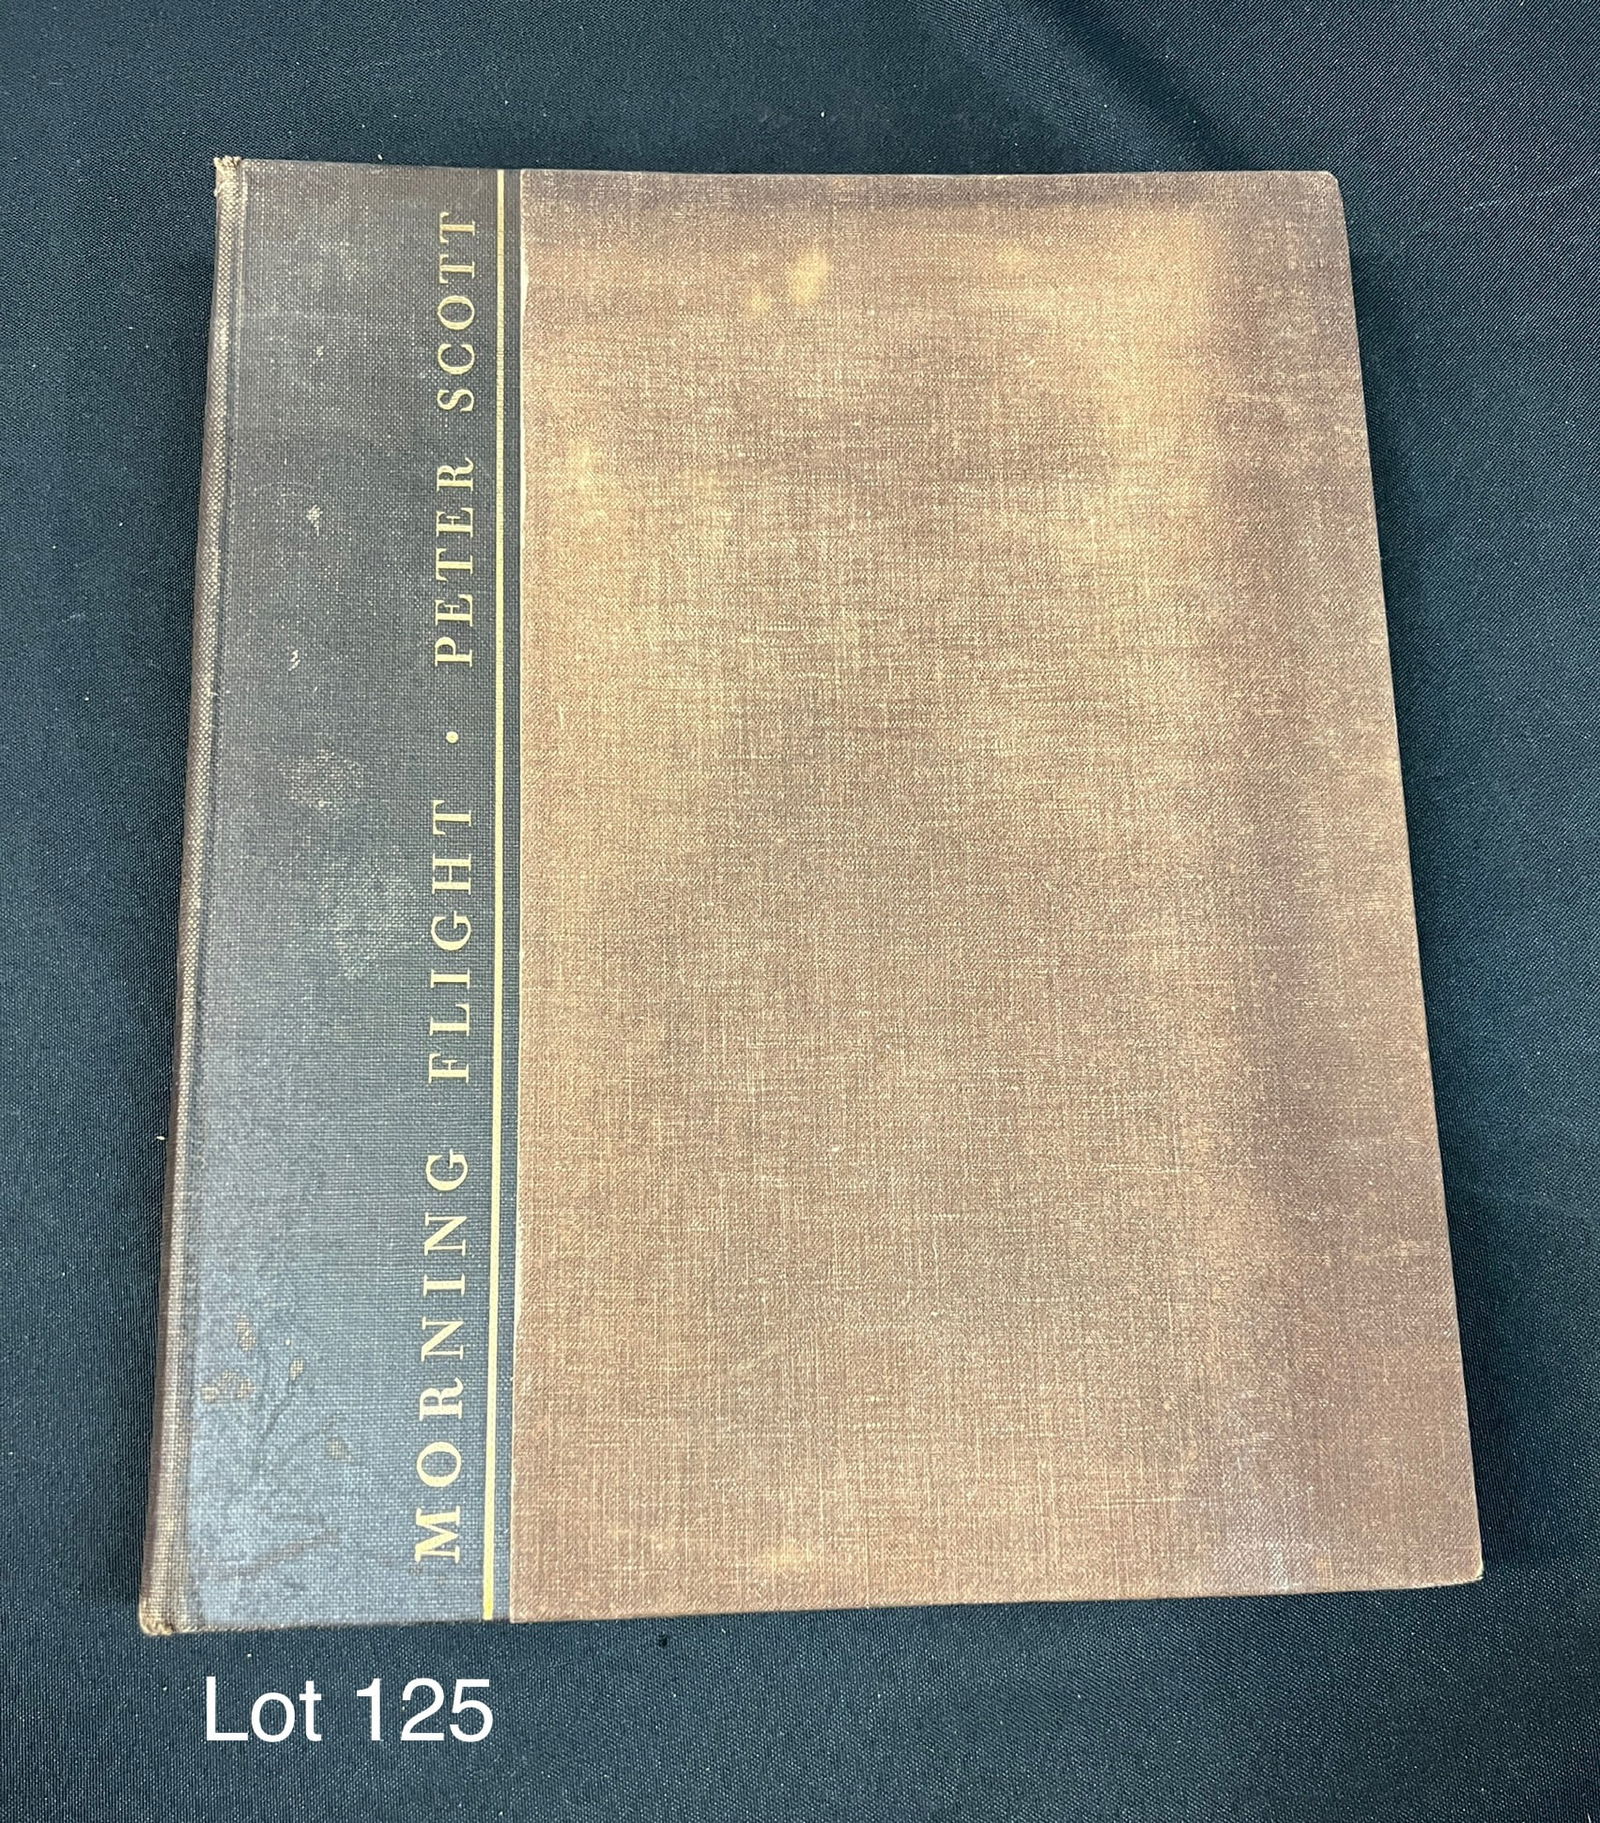 MORNING FLIGHT · PETER SCOTT
Lot 125